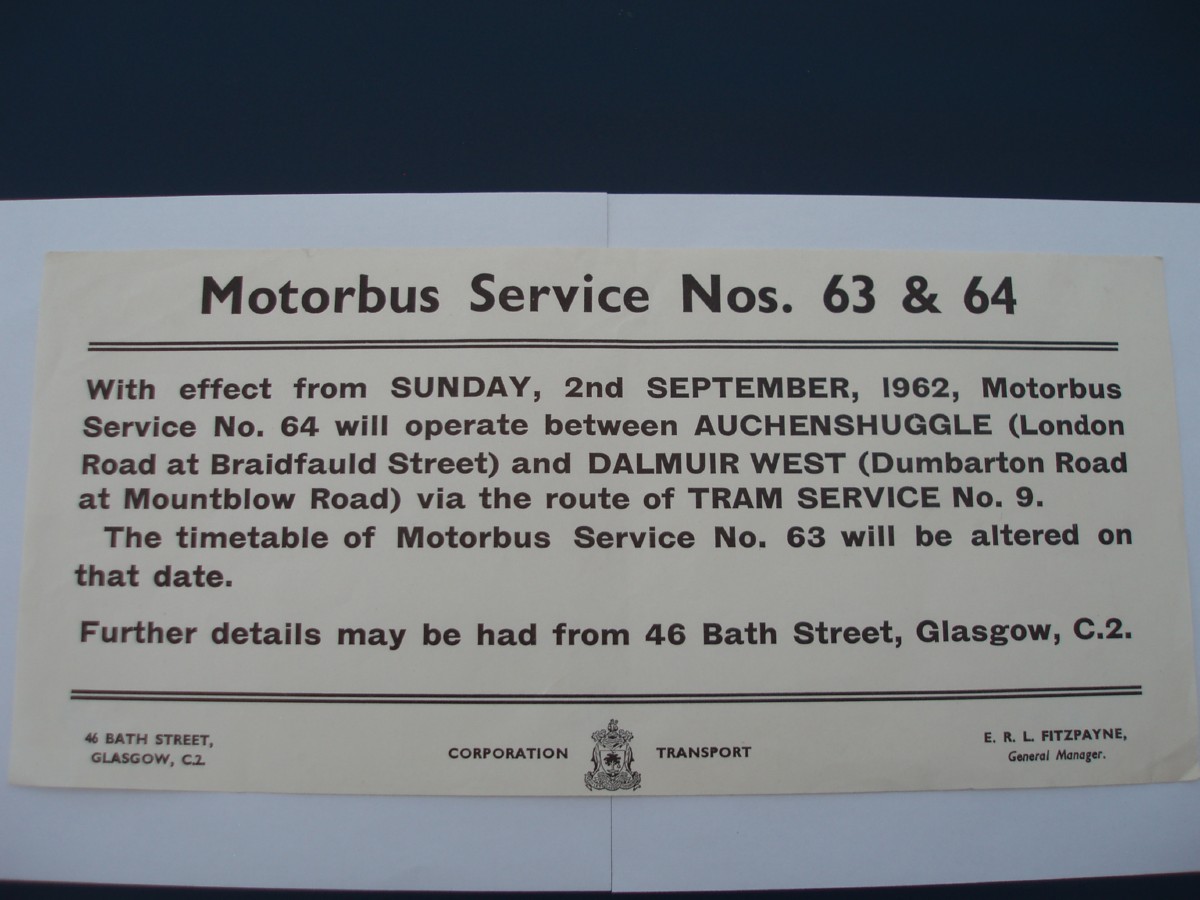 Motorbus Service Nos. 63 & 64
With effect from SUNDAY, 2nd SEPTEMBER, 1962, Motorbus
Service No. 64 will operate between AUCHENSHUGGLE (London
Road at Braidfauld Street) and DALMUIR WEST (Dumbarton Road
at Mountblow Road) via the route of TRAM SERVICE No. 9.
The timetable of Motorbus Service No. 63 will be altered on
that date.
Further details may be had from 46 Bath Street, Glasgow, C.2.
46 BATH STREET,
GLASGOW, C.2.
CORPORATION TRANSPORT
E. R. L. FITZPAYNE,
General Manager.